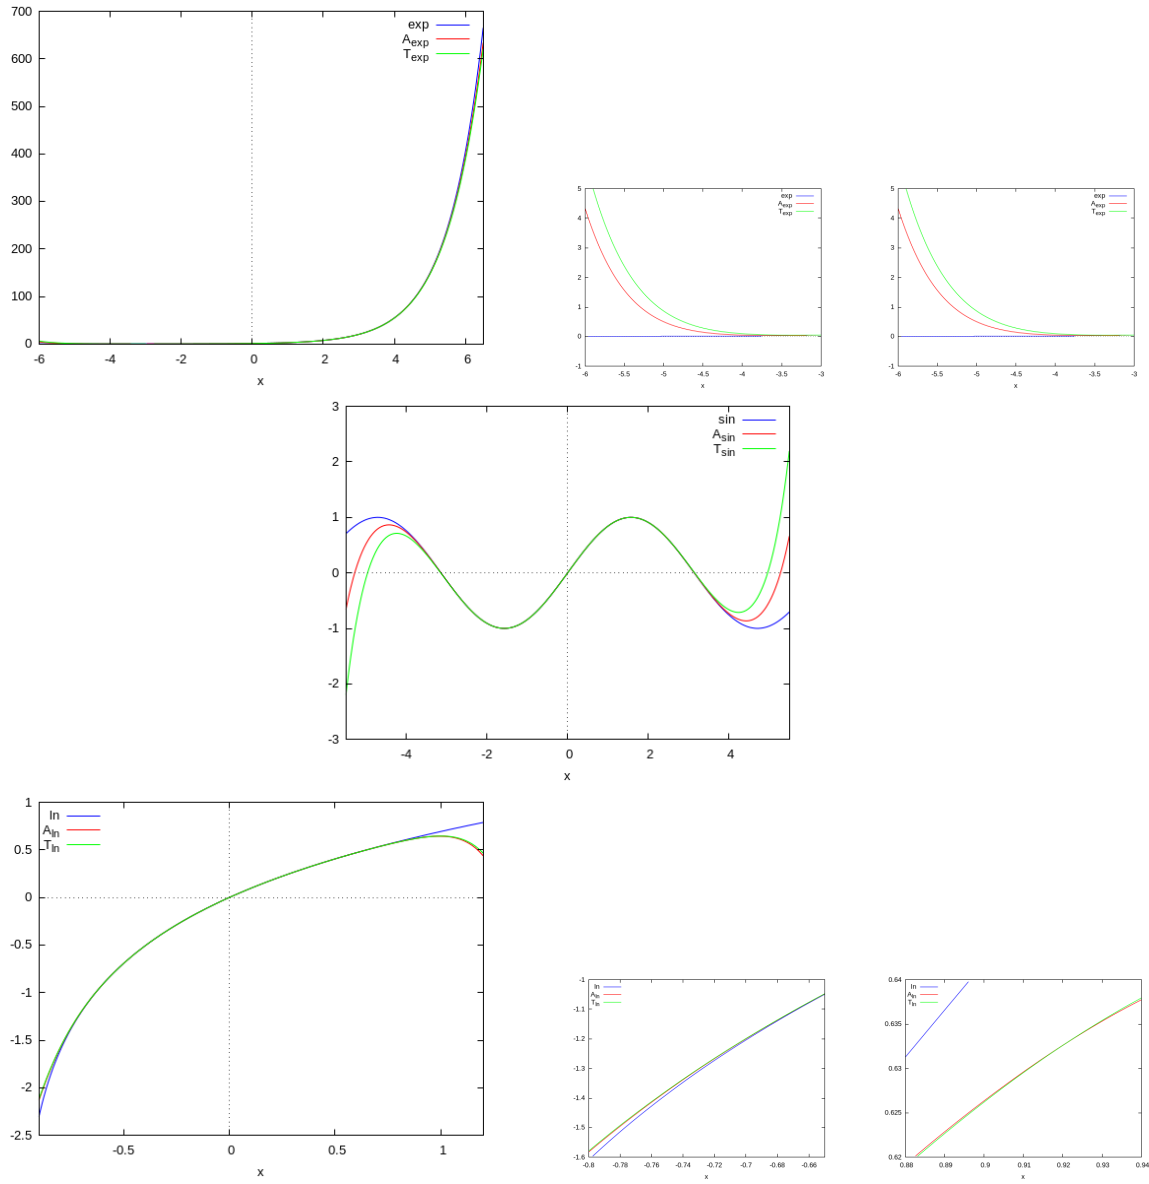 700
600
500
400
300
200
100
0
exp
A_exp
T_exp
-6 -4 -2 0 2 4 6
x
5
4
3
2
1
0
-1
exp
A_exp
T_exp
-6 -5.5 -5 -4.5 -4 -3.5 -3
x
5
4
3
2
1
0
-1
exp
A_exp
T_exp
-6 -5.5 -5 -4.5 -4 -3.5 -3
x
3
2
1
0
-1
-2
-3
sin
A_sin
T_sin
-4 -2 0 2 4
x
1
0.5
0
-0.5
-1
-1.5
-2
-2.5
ln
A_ln
T_ln
-0.5 0 0.5 1
x
-1
-1.1
-1.2
-1.3
-1.4
-1.5
-1.6
ln
A_ln
T_ln
-0.8 -0.78 -0.76 -0.74 -0.72 -0.7 -0.68 -0.66
x
0.64
0.635
0.63
0.625
0.62
ln
A_ln
T_ln
0.88 0.89 0.9 0.91 0.92 0.93 0.94
x